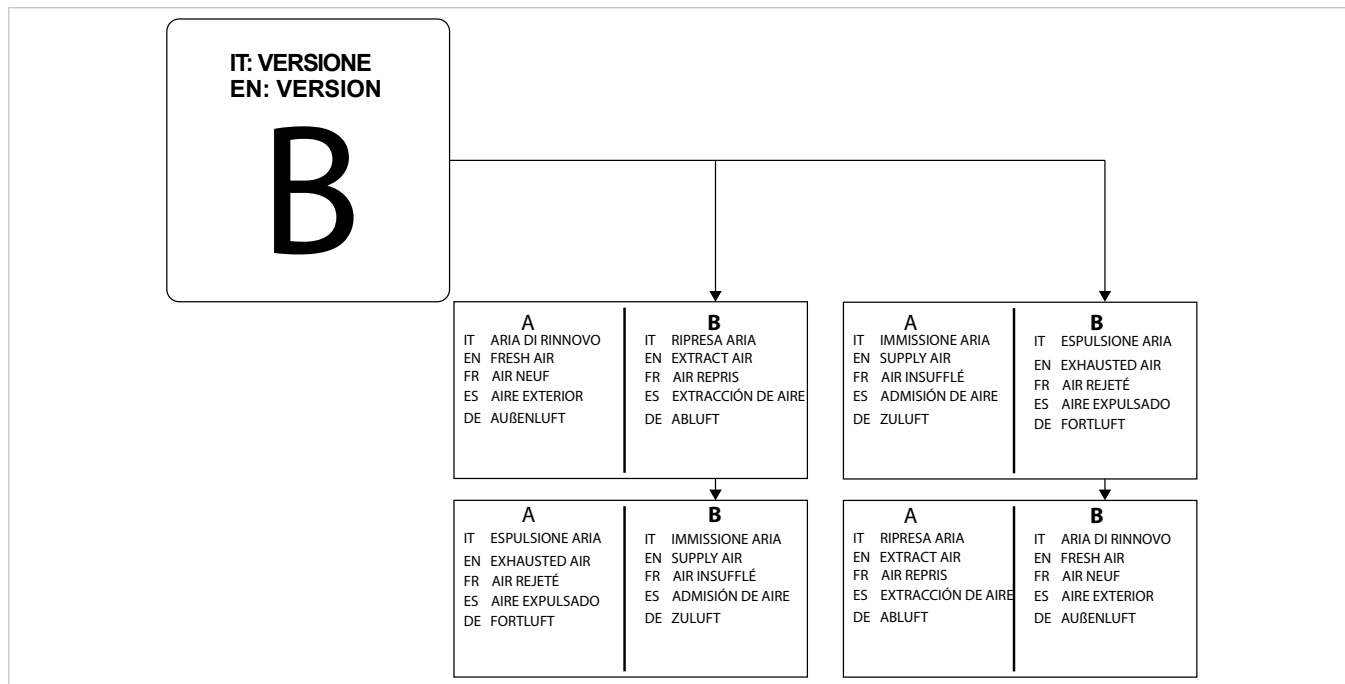 IT: VERSIONE
EN: VERSION
B
A
IT ARIA DI RINNOVO
EN FRESH AIR
FR AIR NEUF
ES AIRE EXTERIOR
DE AUßENLUFT
B
IT RIPRESA ARIA
EN EXTRACT AIR
FR AIR REPRIS
ES EXTRACCIÓN DE AIRE
DE ABLUFT
A
IT IMMISSIONE ARIA
EN SUPPLY AIR
FR AIR INSUFFLÉ
ES ADMISIÓN DE AIRE
DE ZULUFT
B
IT ESPULSIONE ARIA
EN EXHAUSTED AIR
FR AIR REJETÉ
ES AIRE EXPULSADO
DE FORTLUFT
A
IT ESPULSIONE ARIA
EN EXHAUSTED AIR
FR AIR REJETÉ
ES AIRE EXPULSADO
DE FORTLUFT
B
IT IMMISSIONE ARIA
EN SUPPLY AIR
FR AIR INSUFFLÉ
ES ADMISIÓN DE AIRE
DE ZULUFT
A
IT RIPRESA ARIA
EN EXTRACT AIR
FR AIR REPRIS
ES EXTRACCIÓN DE AIRE
DE ABLUFT
B
IT ARIA DI RINNOVO
EN FRESH AIR
FR AIR NEUF
ES AIRE EXTERIOR
DE AUßENLUFT